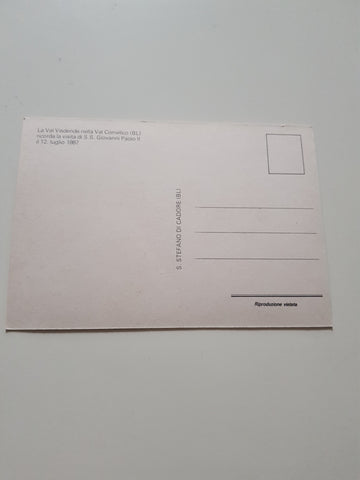 La Val Visdende nella Val Comelico (BL)
ricorda la visita di S.S. Giovanni Paolo II
il 12. luglio 1987
S. STEFANO DI CADORE (BL)
Riproduzione vietata